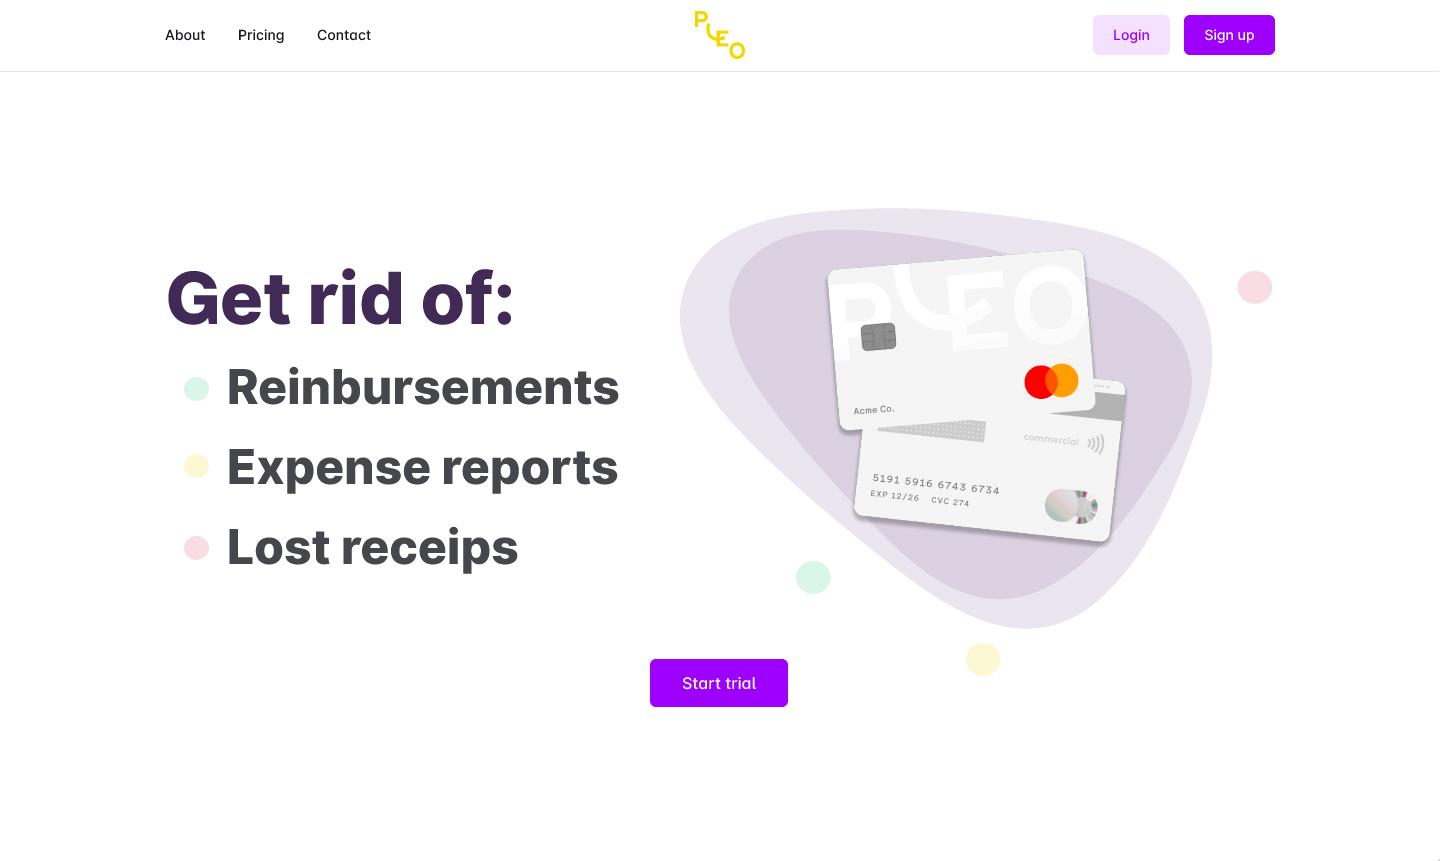 About Pricing Contact
PLEO
Login Sign up
Get rid of:
Reinbursements
Expense reports
Lost receips
PLEO
Acme Co.
commercial
5191 5916 6743 6734
EXP 12/26 CVC 274
Start trial